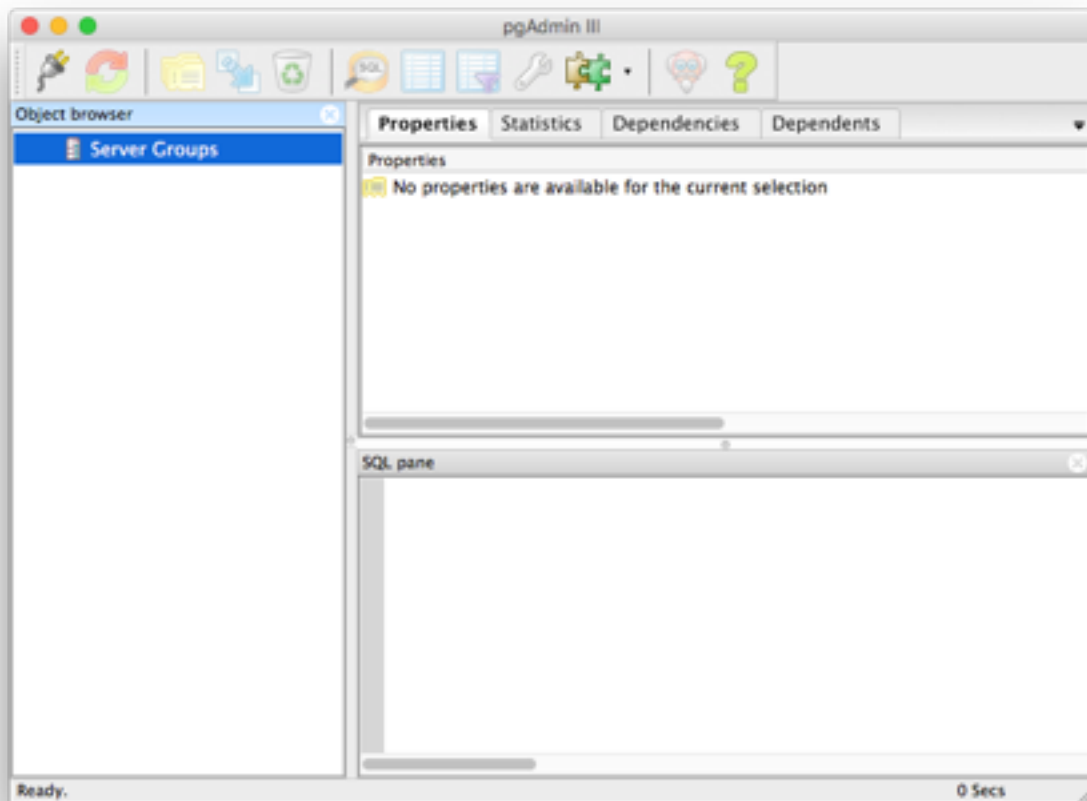 pgAdmin III
SQL
Object browser
Server Groups
Properties Statistics Dependencies Dependents
Properties
No properties are available for the current selection
SQL pane
Ready. 0 Secs